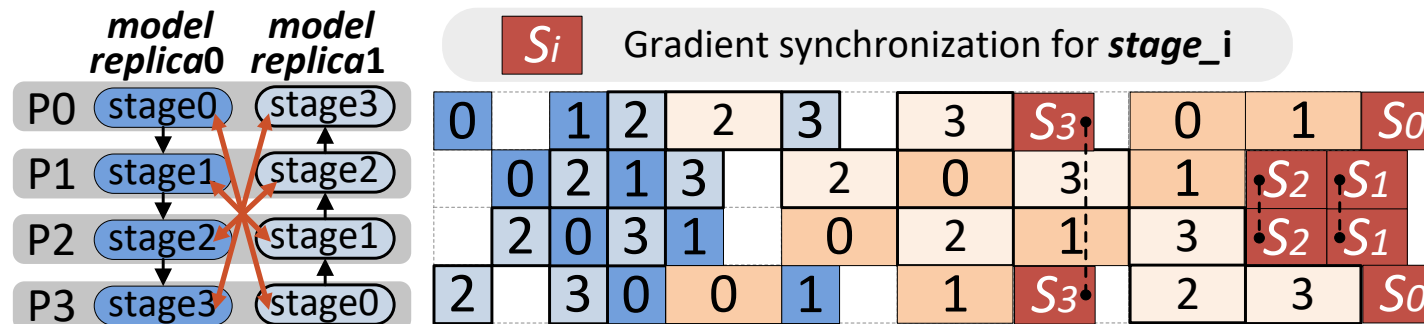 model model
replica0 replica1
Si Gradient synchronization for stage_i
P0 stage0 stage3 0 1 2 2 3 3 S3 0 1 S0
P1 stage1 stage2 0 2 1 3 2 0 3 1 S2 S1
P2 stage2 stage1 2 0 3 1 0 2 1 3 S2 S1
P3 stage3 stage0 2 3 0 0 1 1 S3 2 3 S0